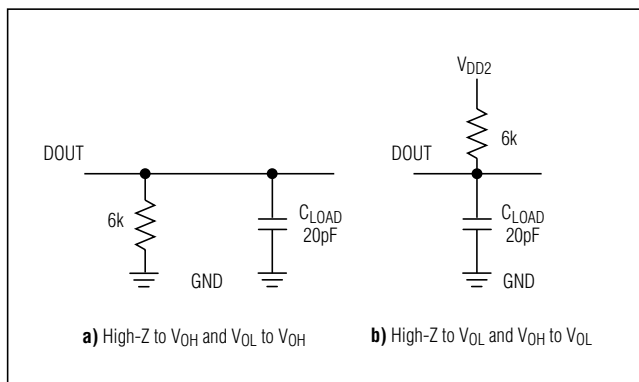 DOUT
6k
C_LOAD
20pF
GND
a) High-Z to V_OH and V_OL to V_OH
V_DD2
6k
DOUT
C_LOAD
20pF
GND
b) High-Z to V_OL and V_OH to V_OL